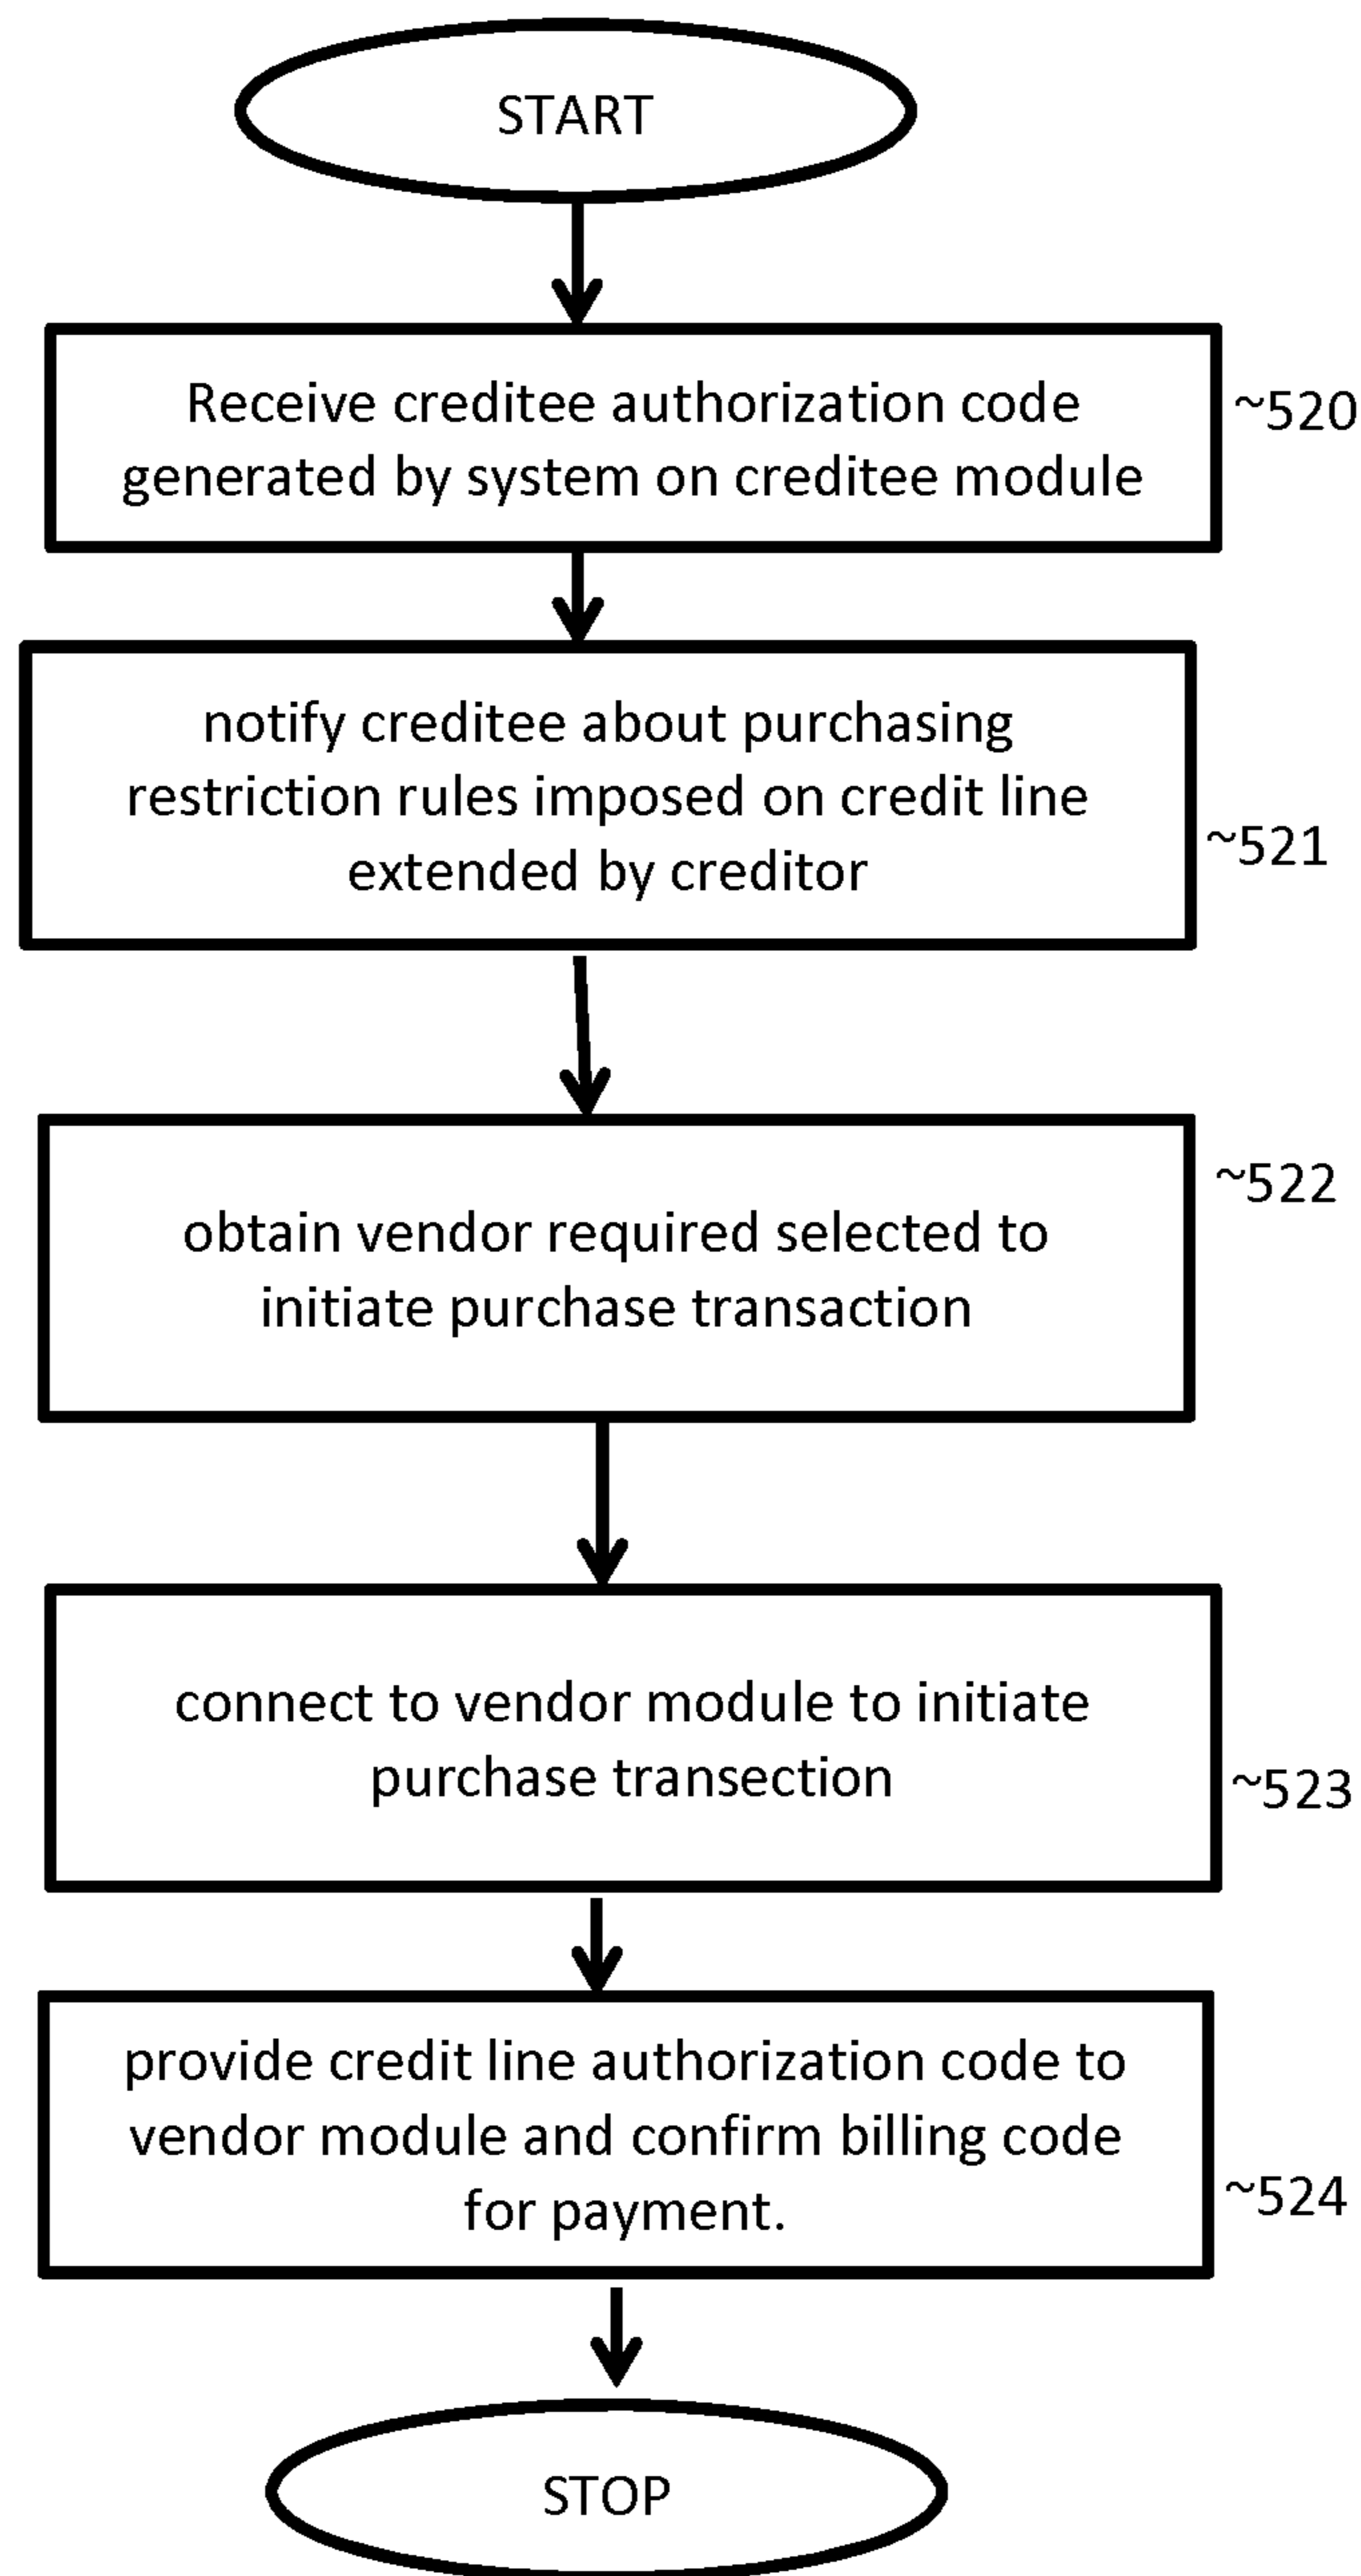 START
Receive creditee authorization code
generated by system on creditee module
~520
notify creditee about purchasing
restriction rules imposed on credit line
extended by creditor
~521
obtain vendor required selected to
initiate purchase transaction
~522
connect to vendor module to initiate
purchase transection
~523
provide credit line authorization code to
vendor module and confirm billing code
for payment.
~524
STOP